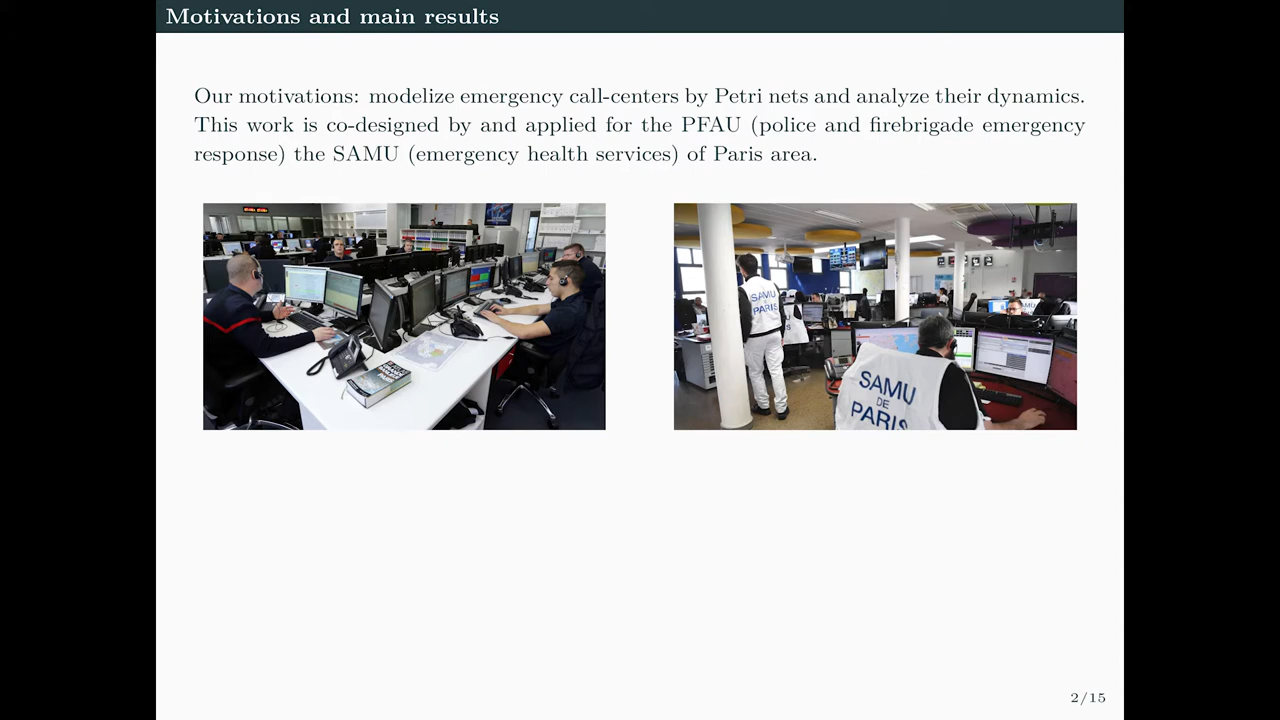 Motivations and main results
Our motivations: modelize emergency call-centers by Petri nets and analyze their dynamics.
This work is co-designed by and applied for the PFAU (police and firebrigade emergency
response) the SAMU (emergency health services) of Paris area.
SAMU
PARIS
SAMU
DE
PARIS
2/15